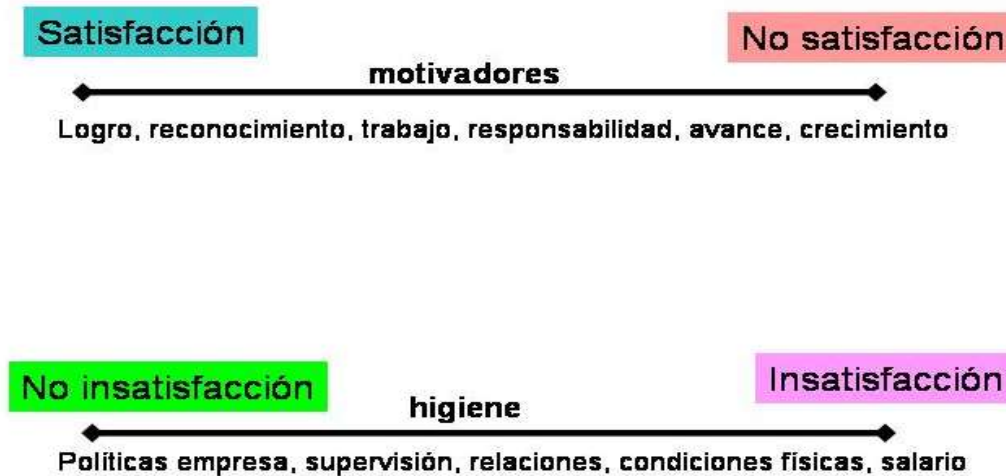 Satisfacción
No satisfacción
motivadores
Logro, reconocimiento, trabajo, responsabilidad, avance, crecimiento
No insatisfacción
Insatisfacción
higiene
Políticas empresa, supervisión, relaciones, condiciones físicas, salario